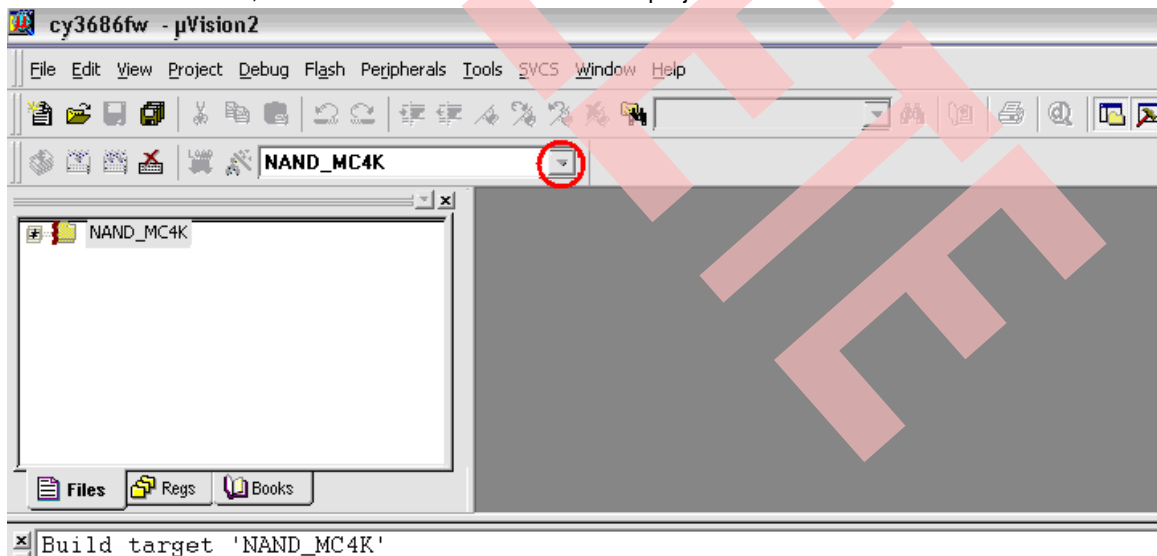 cy3686fw - µVision2
File Edit View Project Debug Flash Peripherals Tools SVCS Window Help
NAND_MC4K
NAND_MC4K
Files Regs Books
Build target 'NAND_MC4K'